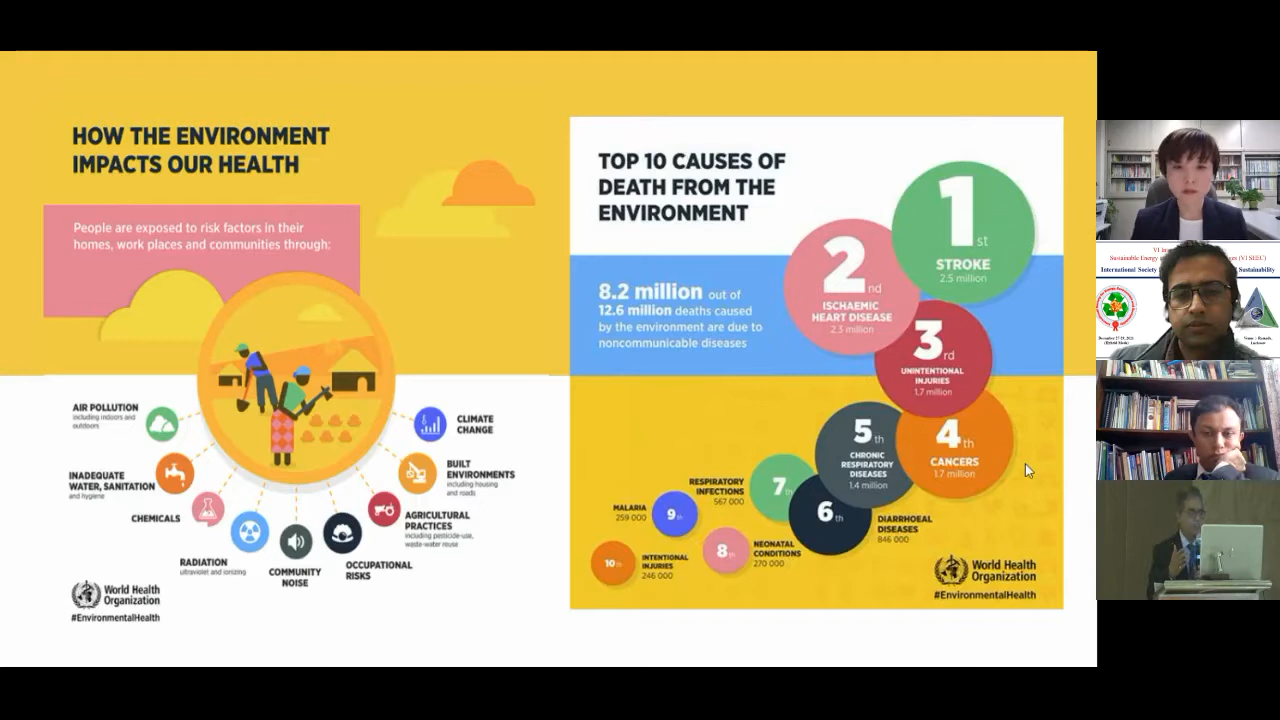 HOW THE ENVIRONMENT
IMPACTS OUR HEALTH
People are exposed to risk factors in their
homes, work places and communities through:
AIR POLLUTION
including indoors and
outdoors
INADEQUATE
WATER, SANITATION
and hygiene
CHEMICALS
RADIATION
ultraviolet and ionizing
COMMUNITY
NOISE
OCCUPATIONAL
RISKS
AGRICULTURAL
PRACTICES
including pesticide-use,
waste-water reuse
BUILT
ENVIRONMENTS
including housing
and roads
CLIMATE
CHANGE
World Health
Organization
#EnvironmentalHealth
TOP 10 CAUSES OF
DEATH FROM THE
ENVIRONMENT
8.2 million out of
12.6 million deaths caused
by the environment are due to
noncommunicable diseases
1st
STROKE
2.5 million
2nd
ISCHAEMIC
HEART DISEASE
2.3 million
3rd
UNINTENTIONAL
INJURIES
1.7 million
4th
CANCERS
1.7 million
5th
CHRONIC
RESPIRATORY
DISEASES
1.4 million
6th
DIARRHOEAL
DISEASES
846 000
7th
RESPIRATORY
INFECTIONS
567 000
8th
NEONATAL
CONDITIONS
270 000
9th
MALARIA
259 000
10th
INTENTIONAL
INJURIES
246 000
World Health
Organization
#EnvironmentalHealth
VI
Sustainable Energy
(VI SEEU)
International Society
Sustainability